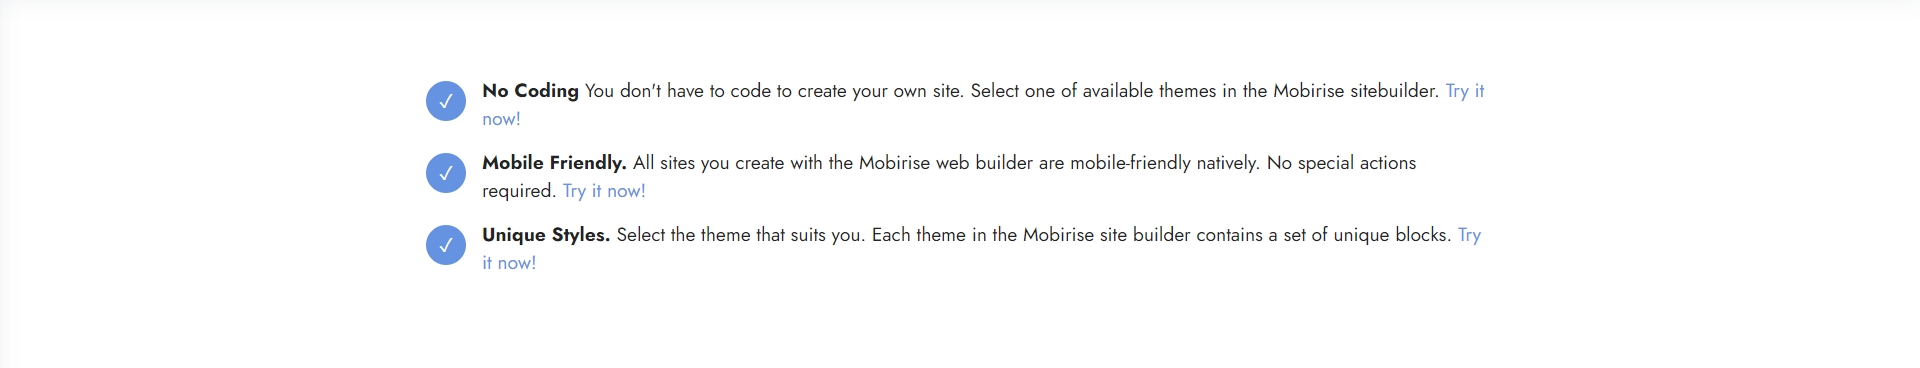 No Coding You don't have to code to create your own site. Select one of available themes in the Mobirise sitebuilder. Try it
now!
Mobile Friendly. All sites you create with the Mobirise web builder are mobile-friendly natively. No special actions
required. Try it now!
Unique Styles. Select the theme that suits you. Each theme in the Mobirise site builder contains a set of unique blocks. Try
it now!